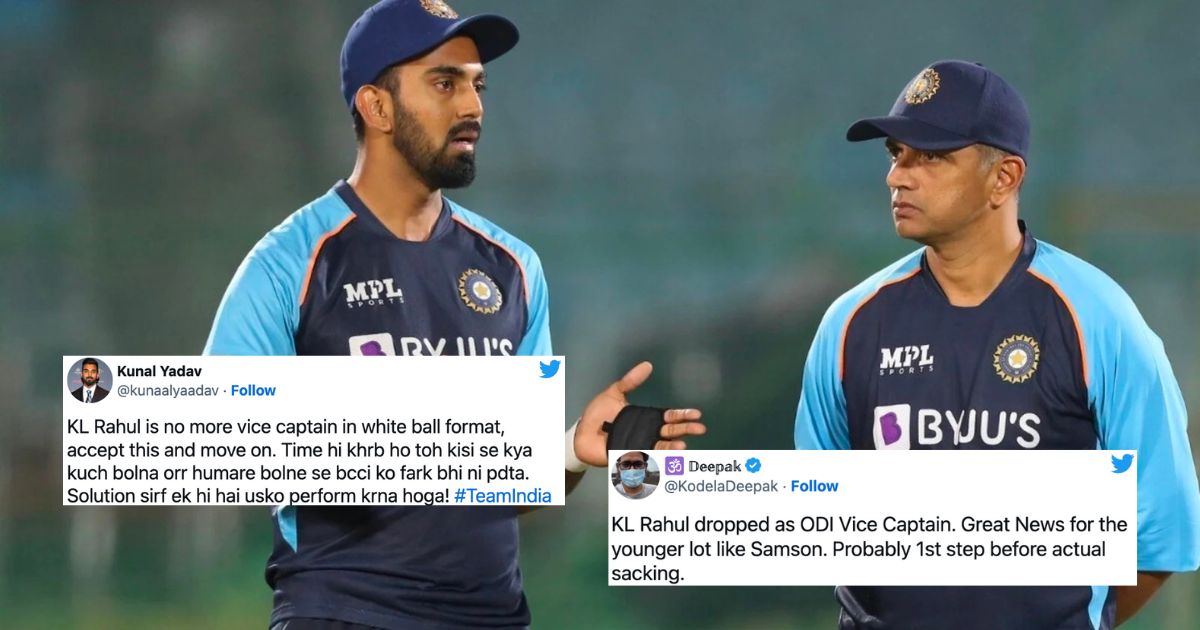 MPL
SPORTS
BYJU'S
MPL
SPORTS
BYJU'S
Kunal Yadav
@kunaalyaadav · Follow
KL Rahul is no more vice captain in white ball format,
accept this and move on. Time hi khrb ho toh kisi se kya
kuch bolna orr humare bolne se bcci ko fark bhi ni pdta.
Solution sirf ek hi hai usko perform krna hoga! #TeamIndia
🕉 Deepak
@KodelaDeepak · Follow
KL Rahul dropped as ODI Vice Captain. Great News for the
younger lot like Samson. Probably 1st step before actual
sacking.